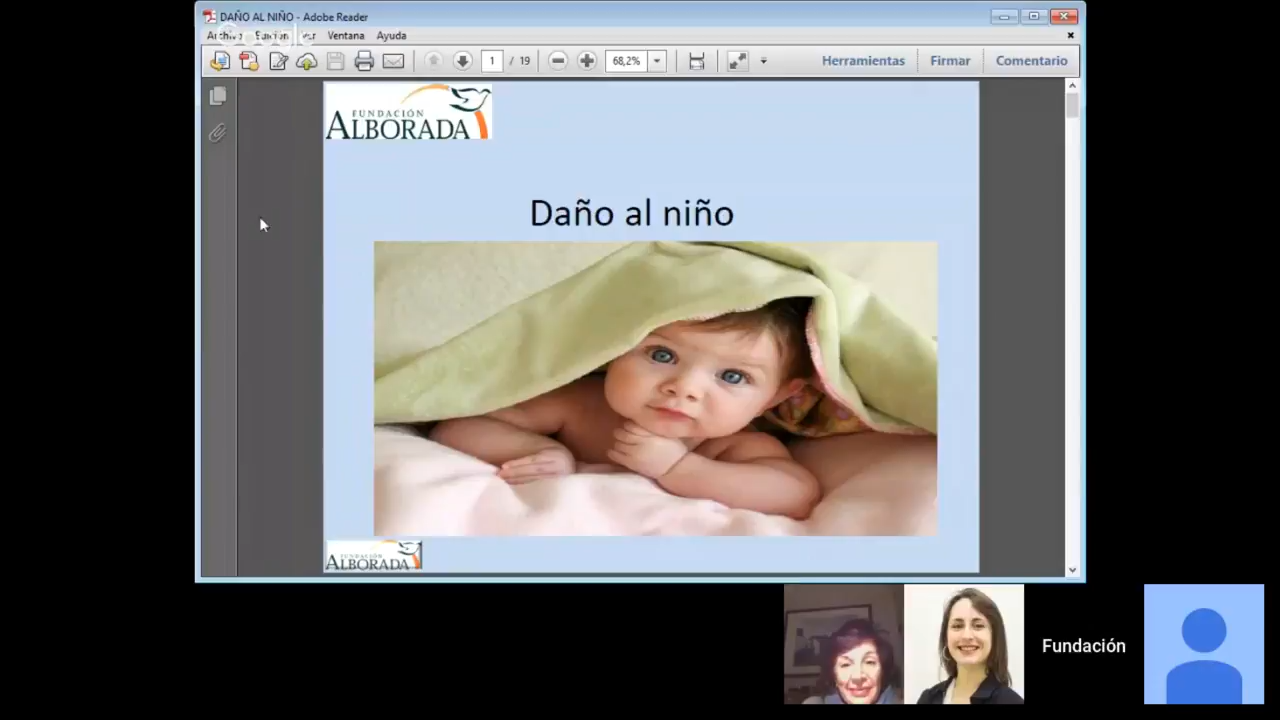 DAÑO AL NIÑO - Adobe Reader
Google
Archivo Edición Ver Ventana Ayuda
1 / 19 68,2% Herramientas Firmar Comentario
FUNDACIÓN
ALBORADA
Daño al niño
FUNDACIÓN
ALBORADA
Fundación